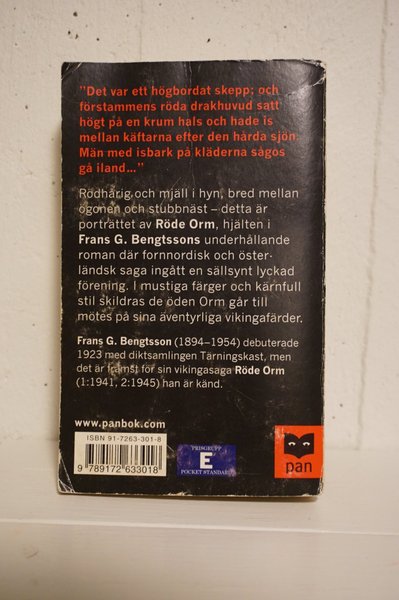 "Det var ett högbordat skepp; och
förstammens röda drakhuvud satt
högt på en krum hals och hade is
mellan käftarna efter den hårda sjön.
Män med isbark på kläderna sågos
gå iland..."
Rödhårig och mjäll i hyn, bred mellan
ögonen och stubbnäst – detta är
porträttet av Röde Orm, hjälten i
Frans G. Bengtssons underhållande
roman där fornnordisk och öster-
ländsk saga ingått en sällsynt lyckad
förening. I mustiga färger och kärnfull
stil skildras de öden Orm går till
mötes på sina äventyrliga vikingafärder.
Frans G. Bengtsson (1894–1954) debuterade
1923 med diktsamlingen Tärningskast, men
det är främst för sin vikingasaga Röde Orm
(1:1941, 2:1945) han är känd.
www.panbok.com
ISBN 91-7263-301-8
9 789172 633018
PRISGRUPP
E
POCKET STANDARD
pan